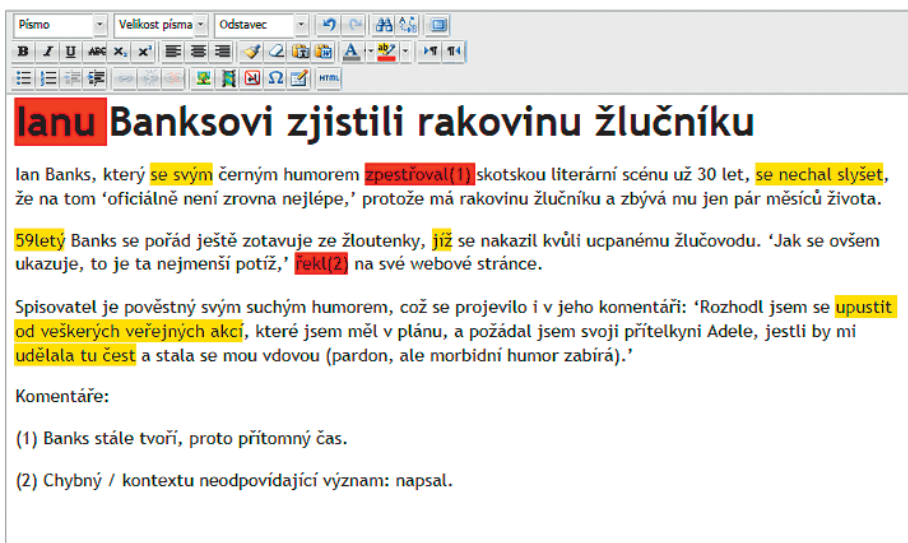 Písmo Velikost písma Odstavec
B I U ABC x₂ x² A ab
Ω HTML
Ianu Banksovi zjistili rakovinu žlučníku
Ian Banks, který se svým černým humorem zpestřoval(1) skotskou literární scénu už 30 let, se nechal slyšet,
že na tom ‘oficiálně není zrovna nejlépe,’ protože má rakovinu žlučníku a zbývá mu jen pár měsíců života.
59letý Banks se pořád ještě zotavuje ze žloutenky, jíž se nakazil kvůli ucpanému žlučovodu. ‘Jak se ovšem
ukazuje, to je ta nejmenší potíž,’ řekl(2) na své webové stránce.
Spisovatel je pověstný svým suchým humorem, což se projevilo i v jeho komentáři: ‘Rozhodl jsem se upustit
od veškerých veřejných akcí, které jsem měl v plánu, a požádal jsem svoji přítelkyni Adele, jestli by mi
udělala tu čest a stala se mou vdovou (pardon, ale morbidní humor zabírá).’
Komentáře:
(1) Banks stále tvoří, proto přítomný čas.
(2) Chybný / kontextu neodpovídající význam: napsal.